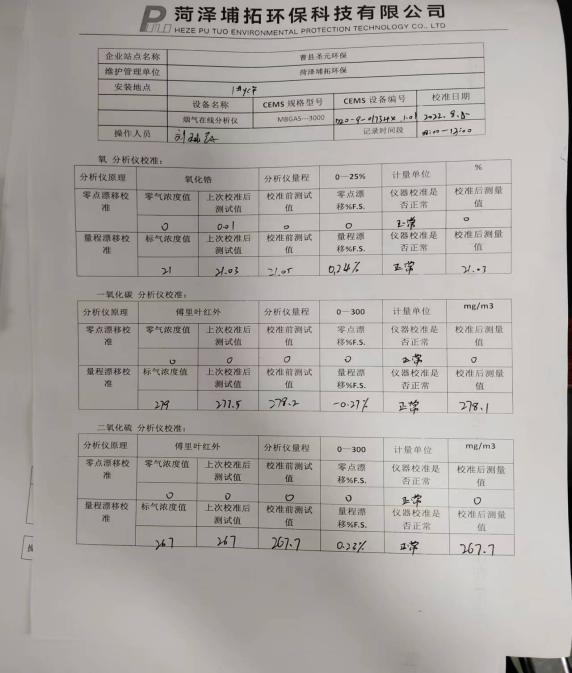 菏泽埔拓环保科技有限公司
HEZE PU TUO ENVIRONMENTAL PROTECTION TECHNOLOGY CO., LTD
企业站点名称 曹县圣元环保
维护管理单位 菏泽埔拓环保
安装地点
设备名称 CEMS 规格型号 CEMS 设备编号 校准日期
烟气在线分析仪 MBGAS—3000 2022.8.
操作人员 记录时间段
氧 分析仪校准：
分析仪原理 氧化锆 分析仪量程 0—25% 计量单位 %
零点漂移校准 零气浓度值 上次校准后测试值 校准前测试值 零点漂移%F.S. 仪器校准是否正常 校准后测量值
0 0.01 0 0 正常 0
量程漂移校准 标气浓度值 上次校准后测试值 校准前测试值 量程漂移%F.S. 仪器校准是否正常 校准后测量值
21 21.03 21.05 0.24% 正常 21.03
一氧化碳 分析仪校准：
分析仪原理 傅里叶红外 分析仪量程 0—300 计量单位 mg/m3
零点漂移校准 零气浓度值 上次校准后测试值 校准前测试值 零点漂移%F.S. 仪器校准是否正常 校准后测量值
0 0 0 0 正常 0
量程漂移校准 标气浓度值 上次校准后测试值 校准前测试值 量程漂移%F.S. 仪器校准是否正常 校准后测量值
279 277.5 278.2 -0.27% 正常 278.1
二氧化硫 分析仪校准：
分析仪原理 傅里叶红外 分析仪量程 0—300 计量单位 mg/m3
零点漂移校准 零气浓度值 上次校准后测试值 校准前测试值 零点漂移%F.S. 仪器校准是否正常 校准后测量值
0 0 0 0 正常 0
量程漂移校准 标气浓度值 上次校准后测试值 校准前测试值 量程漂移%F.S. 仪器校准是否正常 校准后测量值
267 267 267.7 0.23% 正常 267.7